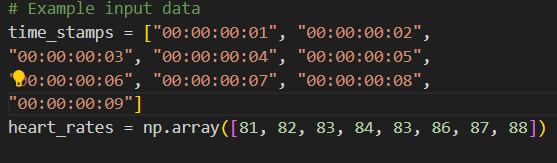 # Example input data
time_stamps = ["00:00:00:01", "00:00:00:02",
"00:00:00:03", "00:00:00:04", "00:00:00:05",
"00:00:00:06", "00:00:00:07", "00:00:00:08",
"00:00:00:09"]
heart_rates = np.array([81, 82, 83, 84, 83, 86, 87, 88])